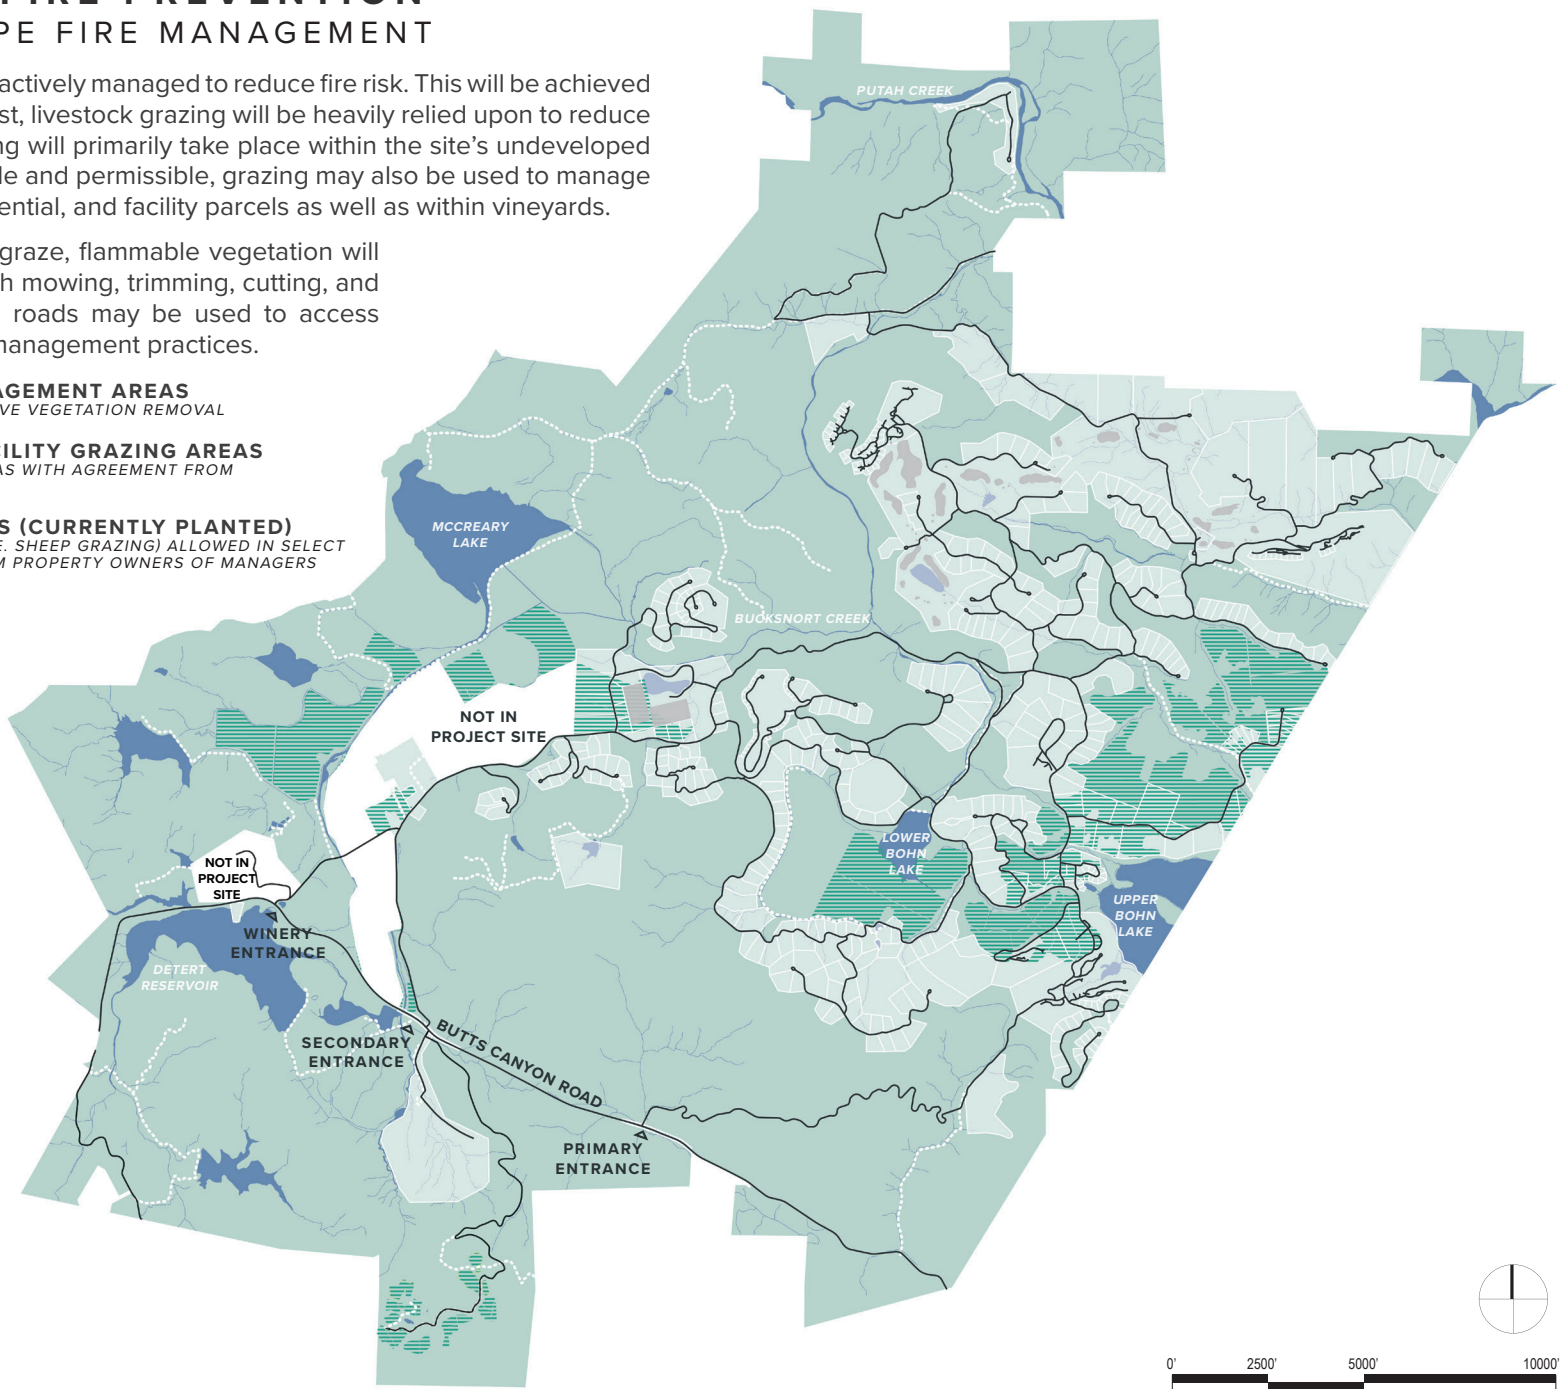 FIRE PREVENTION
PE FIRE MANAGEMENT
actively managed to reduce fire risk. This will be achieved
st, livestock grazing will be heavily relied upon to reduce
ng will primarily take place within the site’s undeveloped
le and permissible, grazing may also be used to manage
ential, and facility parcels as well as within vineyards.
graze, flammable vegetation will
h mowing, trimming, cutting, and
roads may be used to access
management practices.
AGEMENT AREAS
VE VEGETATION REMOVAL
CILITY GRAZING AREAS
AS WITH AGREEMENT FROM
S (CURRENTLY PLANTED)
E. SHEEP GRAZING) ALLOWED IN SELECT
M PROPERTY OWNERS OF MANAGERS
PUTAH CREEK
MCCREARY
LAKE
BUCKSNORT CREEK
NOT IN
PROJECT SITE
LOWER
BOHN
LAKE
NOT IN
PROJECT
SITE
UPPER
BOHN
LAKE
WINERY
ENTRANCE
DETERT
RESERVOIR
SECONDARY
ENTRANCE
BUTTS CANYON ROAD
PRIMARY
ENTRANCE
0' 2500' 5000' 10000'